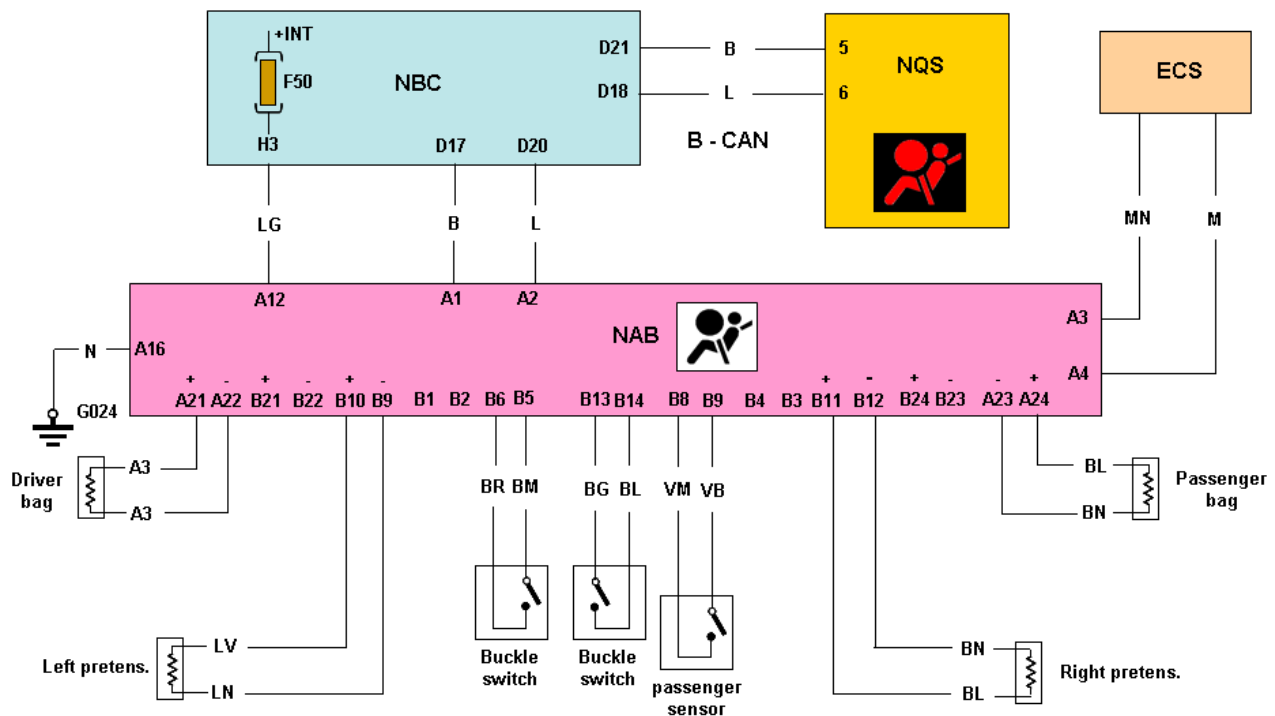 +INT
F50
NBC
H3
D17
D20
D21
D18
B
L
B - CAN
5
6
NQS
ECS
LG
B
L
MN
M
A12
A1
A2
NAB
A3
A4
N
A16
G024
+ - + - + - + - + - - +
A21 A22 B21 B22 B10 B9 B1 B2 B6 B5 B13 B14 B8 B9 B4 B3 B11 B12 B24 B23 A23 A24
Driver
bag
A3
A3
BR BM
BG BL
VM VB
BL
BN
Passenger
bag
Left pretens.
LV
LN
Buckle
switch
Buckle
switch
passenger
sensor
BN
BL
Right pretens.